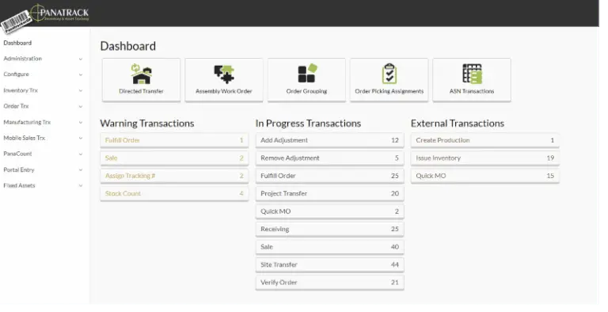 PANATRACK
Dashboard
Administration
Configure
Inventory Trx
Order Trx
Manufacturing Trx
Mobile Sales Trx
PanaCount
Portal Entry
Fixed Assets
Dashboard
Directed Transfer
Assembly Work Order
Order Grouping
Order Picking Assignments
ASN Transactions
Warning Transactions
Fulfill Order 1
Sale 2
Assign Tracking # 2
Stock Count 4
In Progress Transactions
Add Adjustment 12
Remove Adjustment 5
Fulfill Order 25
Project Transfer 20
Quick MO 2
Receiving 25
Sale 40
Site Transfer 44
Verify Order 21
External Transactions
Create Production 1
Issue Inventory 19
Quick MO 15